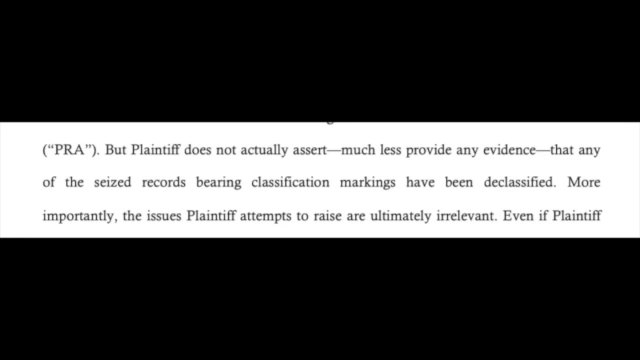 ("PRA"). But Plaintiff does not actually assert—much less provide any evidence—that any
of the seized records bearing classification markings have been declassified. More
importantly, the issues Plaintiff attempts to raise are ultimately irrelevant. Even if Plaintiff